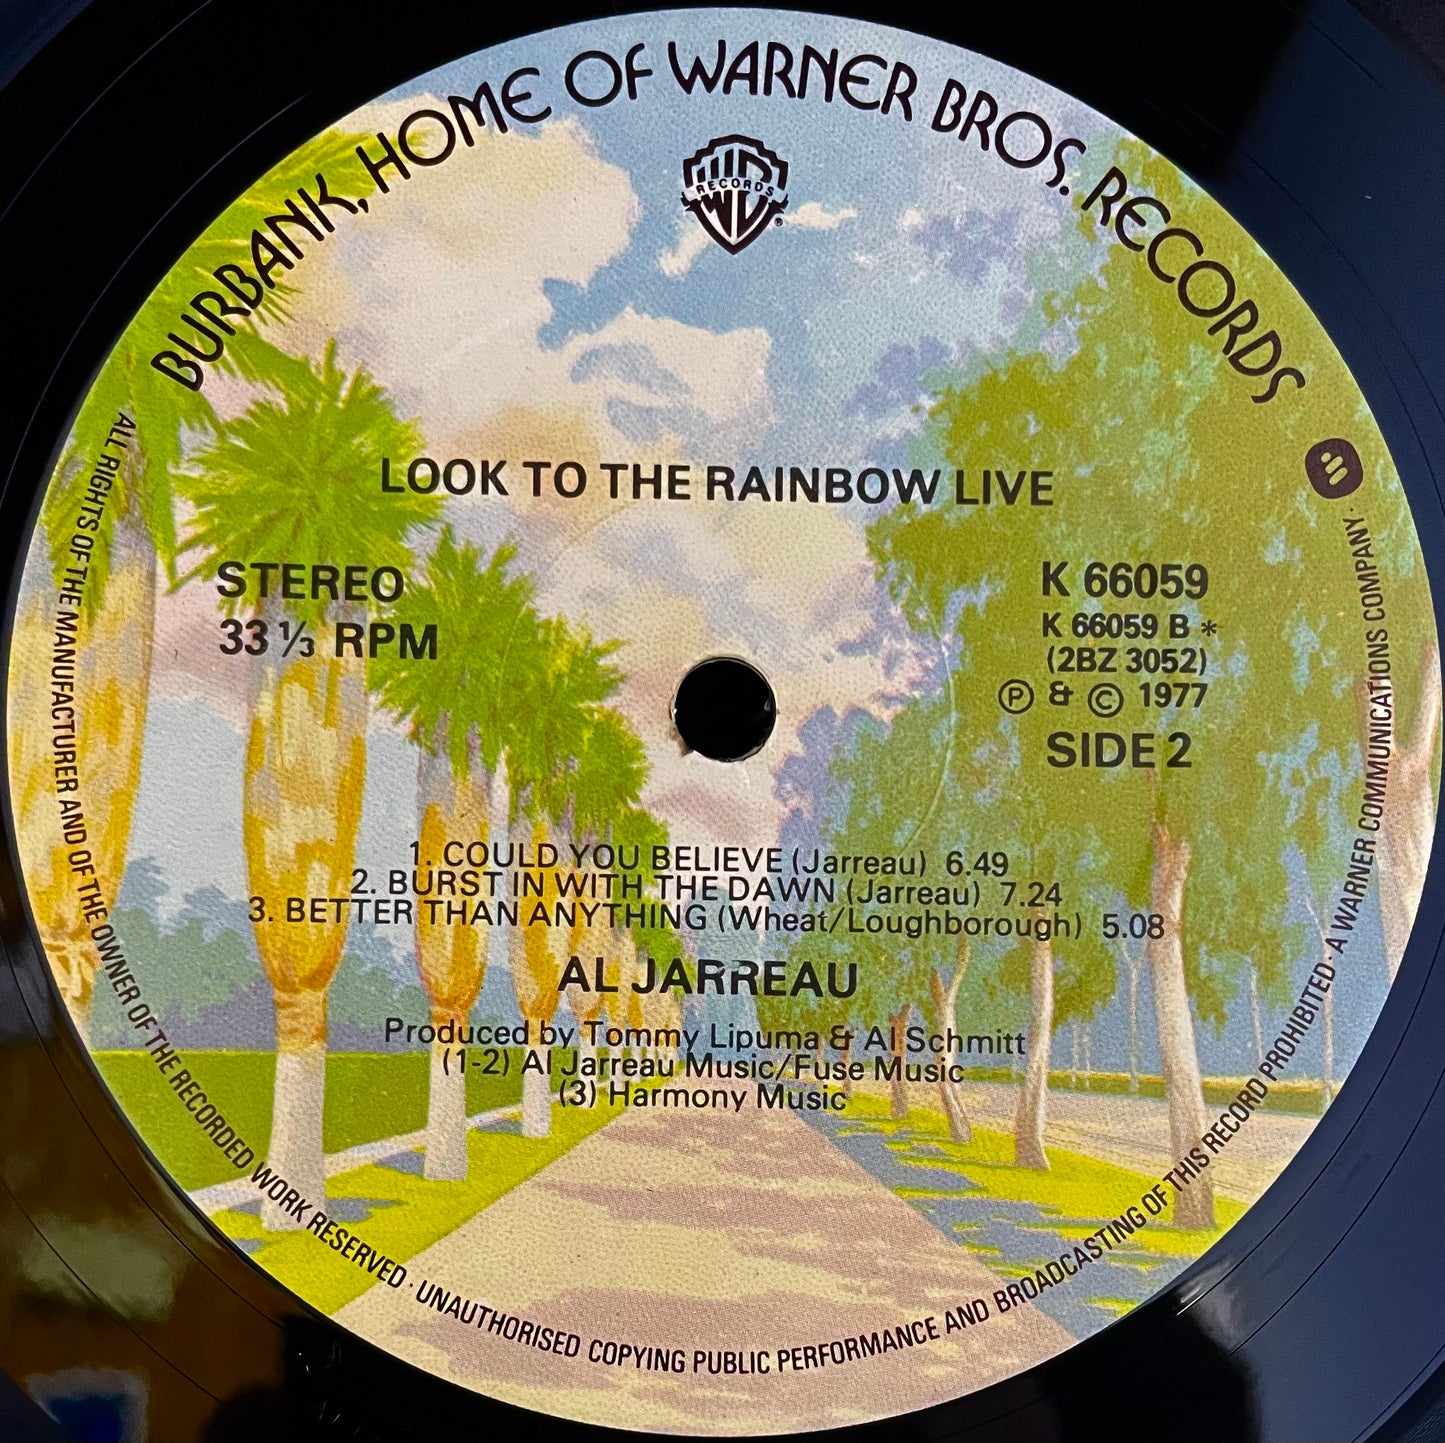 BURBANK, HOME OF WARNER BROS. RECORDS
RECORDS
LOOK TO THE RAINBOW LIVE
STEREO
33 ⅓ RPM
K 66059
K 66059 B *
(2BZ 3052)
Ⓟ & © 1977
SIDE 2
1. COULD YOU BELIEVE (Jarreau) 6.49
2. BURST IN WITH THE DAWN (Jarreau) 7.24
3. BETTER THAN ANYTHING (Wheat/Loughborough) 5.08
AL JARREAU
Produced by Tommy Lipuma & Al Schmitt
(1-2) Al Jarreau Music/Fuse Music
(3) Harmony Music
ALL RIGHTS OF THE MANUFACTURER AND OF THE OWNER OF THE RECORDED WORK RESERVED · UNAUTHORISED COPYING PUBLIC PERFORMANCE AND BROADCASTING OF THIS RECORD PROHIBITED · A WARNER COMMUNICATIONS COMPANY ·